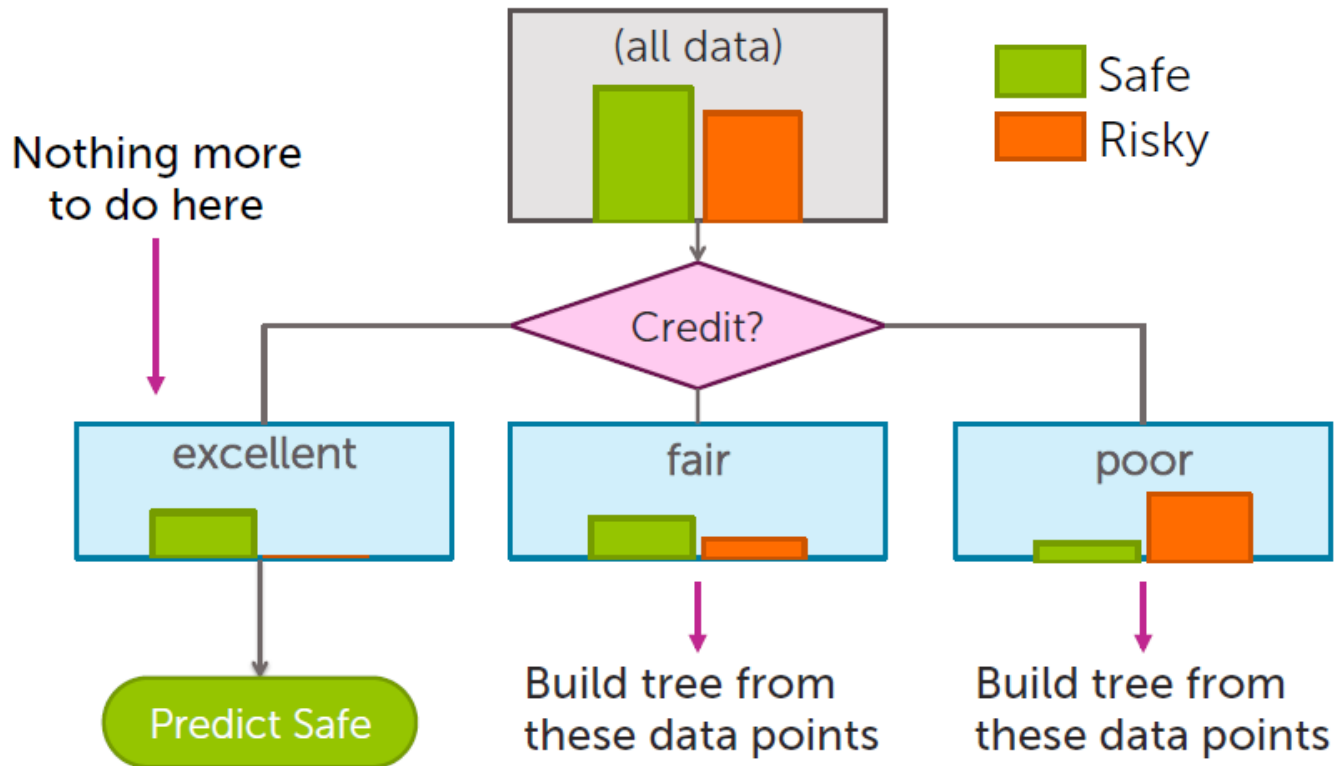 (all data)
Safe
Risky
Nothing more
to do here
Credit?
excellent
fair
poor
Predict Safe
Build tree from
these data points
Build tree from
these data points